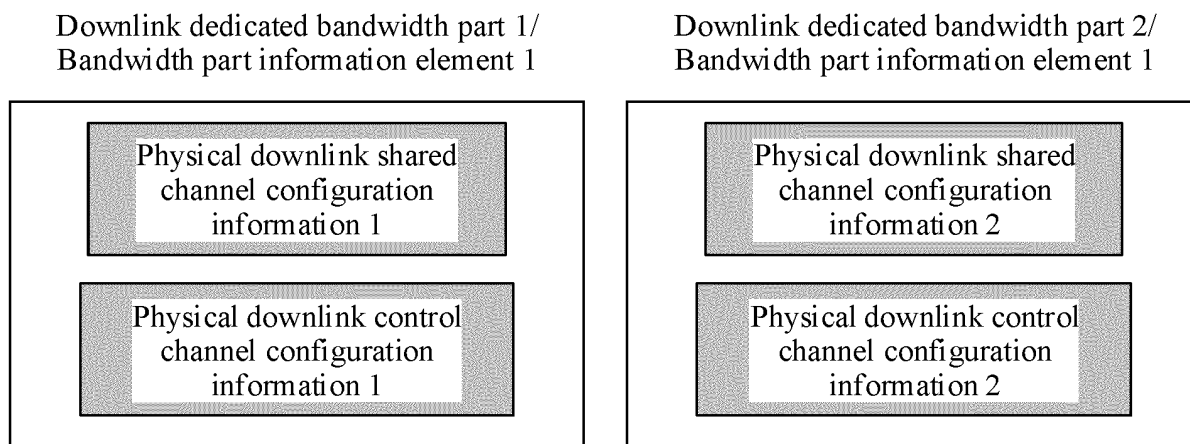 Downlink dedicated bandwidth part 1/
Bandwidth part information element 1
Physical downlink shared
channel configuration
information 1
Physical downlink control
channel configuration
information 1
Downlink dedicated bandwidth part 2/
Bandwidth part information element 1
Physical downlink shared
channel configuration
information 2
Physical downlink control
channel configuration
information 2